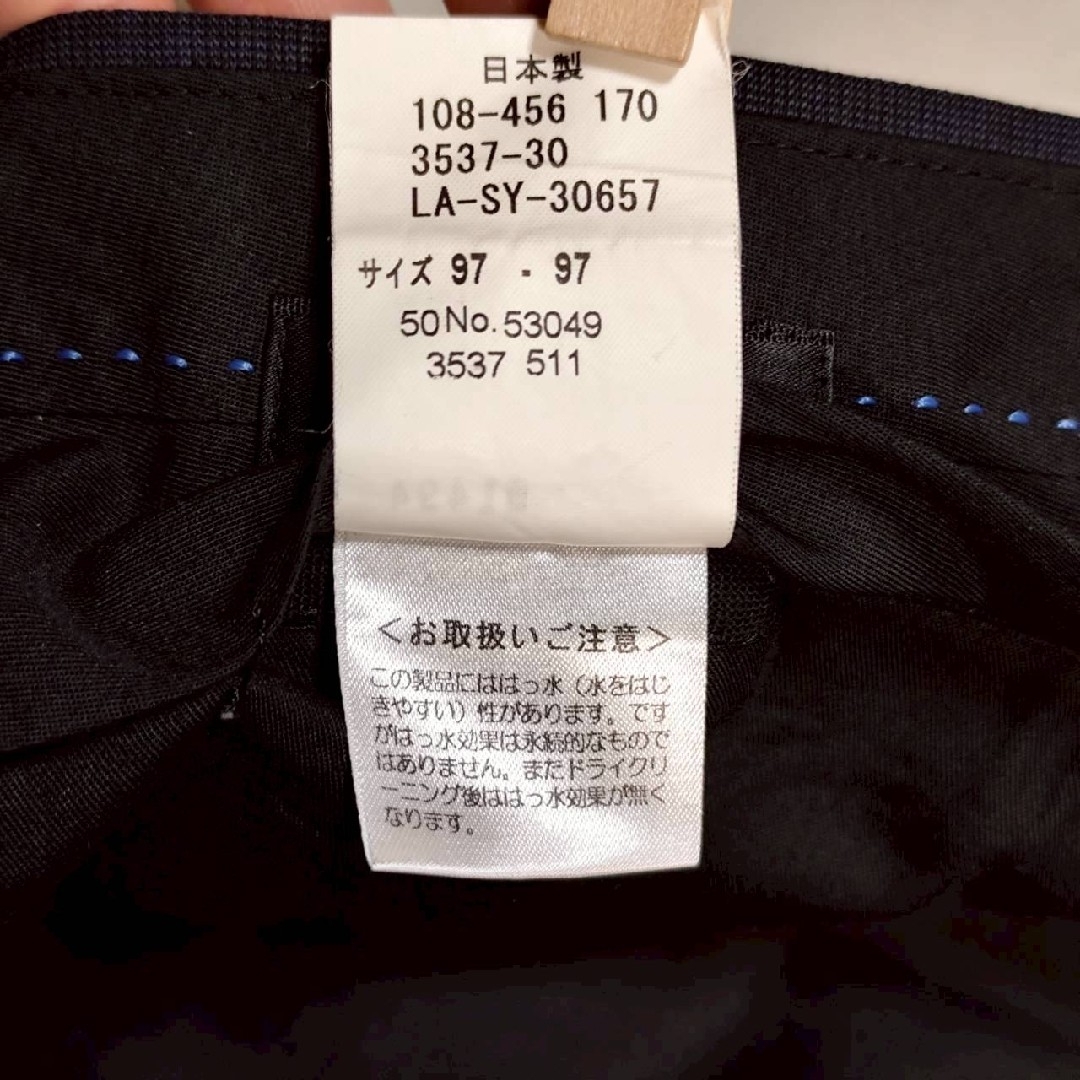 日本製
108-456 170
3537-30
LA-SY-30657
サイズ 97 - 97
50No. 53049
3537 511
＜お取扱いご注意＞
この製品にははっ水（水をはじ
きやすい）性があります。です
がはっ水効果は永続的なもので
はありません。まだドライクリ
ーニング後ははっ水効果が無く
なります。